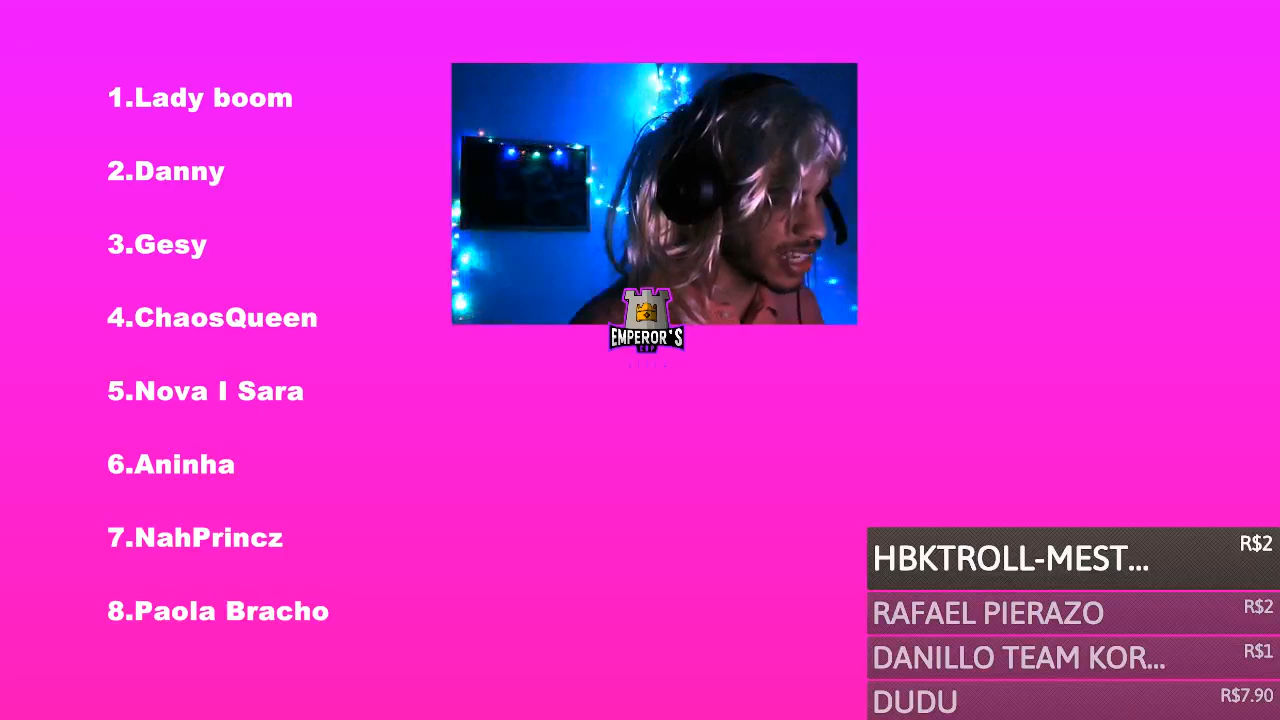 1.Lady boom
2.Danny
3.Gesy
4.ChaosQueen
5.Nova I Sara
6.Aninha
7.NahPrincz
8.Paola Bracho
EMPEROR'S
CUP
HBKTROLL-MEST... R$2
RAFAEL PIERAZO R$2
DANILLO TEAM KOR... R$1
DUDU R$7.90